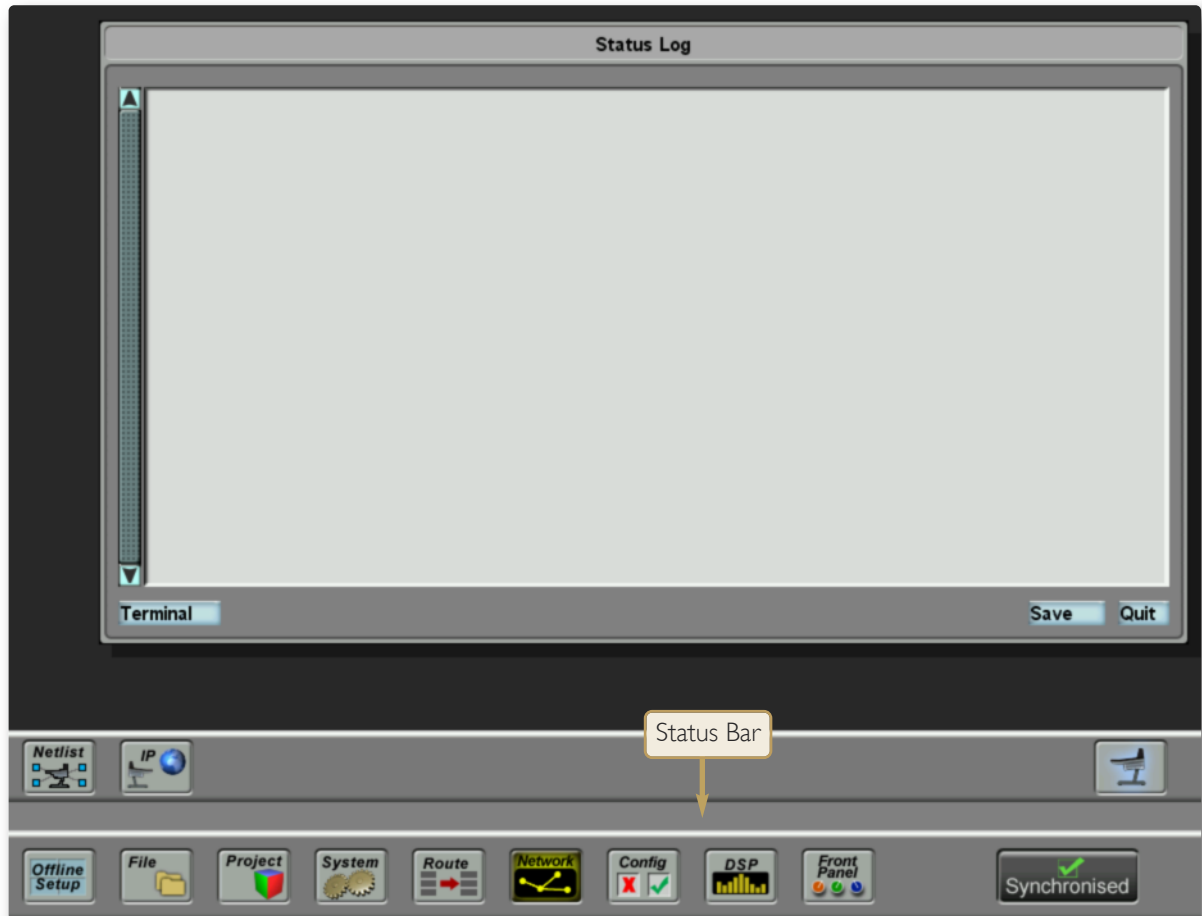 Status Log
Terminal
Save
Quit
Status Bar
Netlist
IP
Offline
Setup
File
Project
System
Route
Network
Config
DSP
Front
Panel
Synchronised